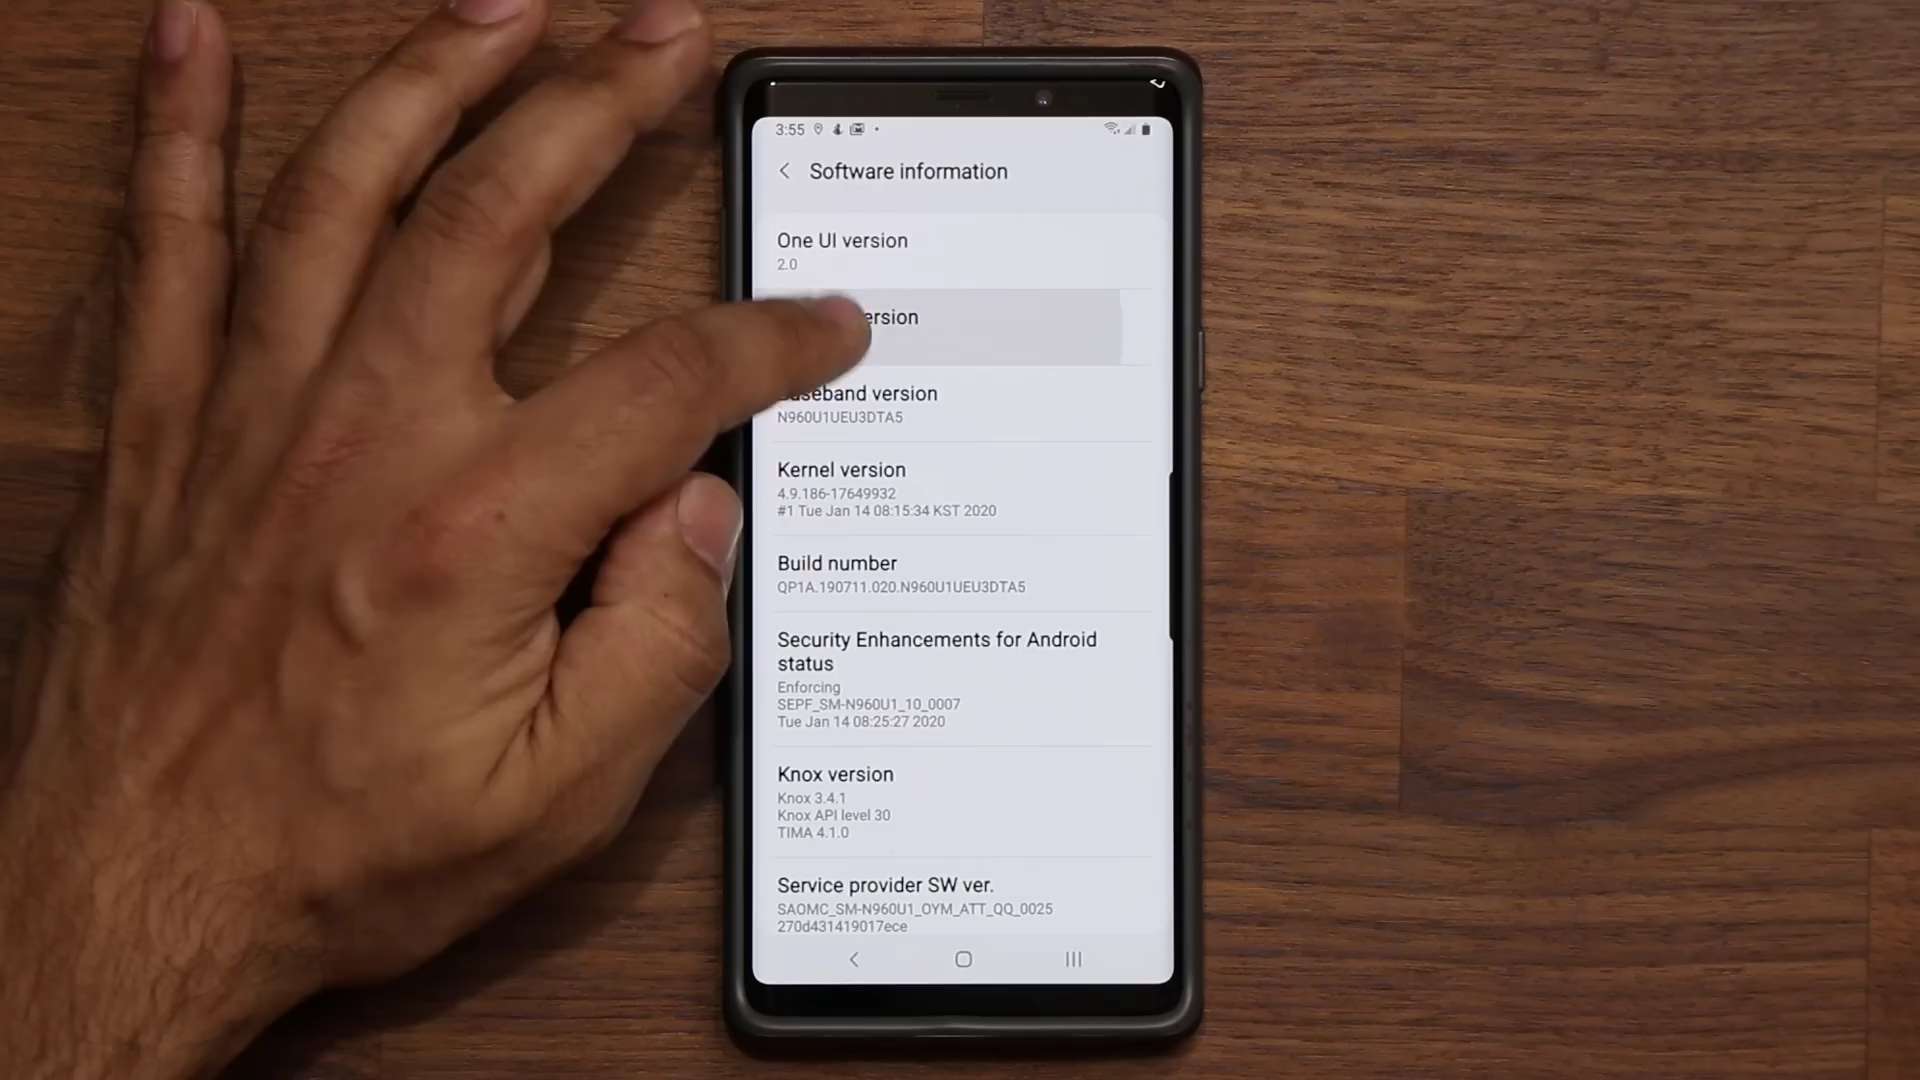 3:55
Software information
One UI version
2.0
ersion
seband version
N960U1UEU3DTA5
Kernel version
4.9.186-17649932
#1 Tue Jan 14 08:15:34 KST 2020
Build number
QP1A.190711.020.N960U1UEU3DTA5
Security Enhancements for Android
status
Enforcing
SEPF_SM-N960U1_10_0007
Tue Jan 14 08:25:27 2020
Knox version
Knox 3.4.1
Knox API level 30
TIMA 4.1.0
Service provider SW ver.
SAOMC_SM-N960U1_OYM_ATT_QQ_0025
270d431419017ece